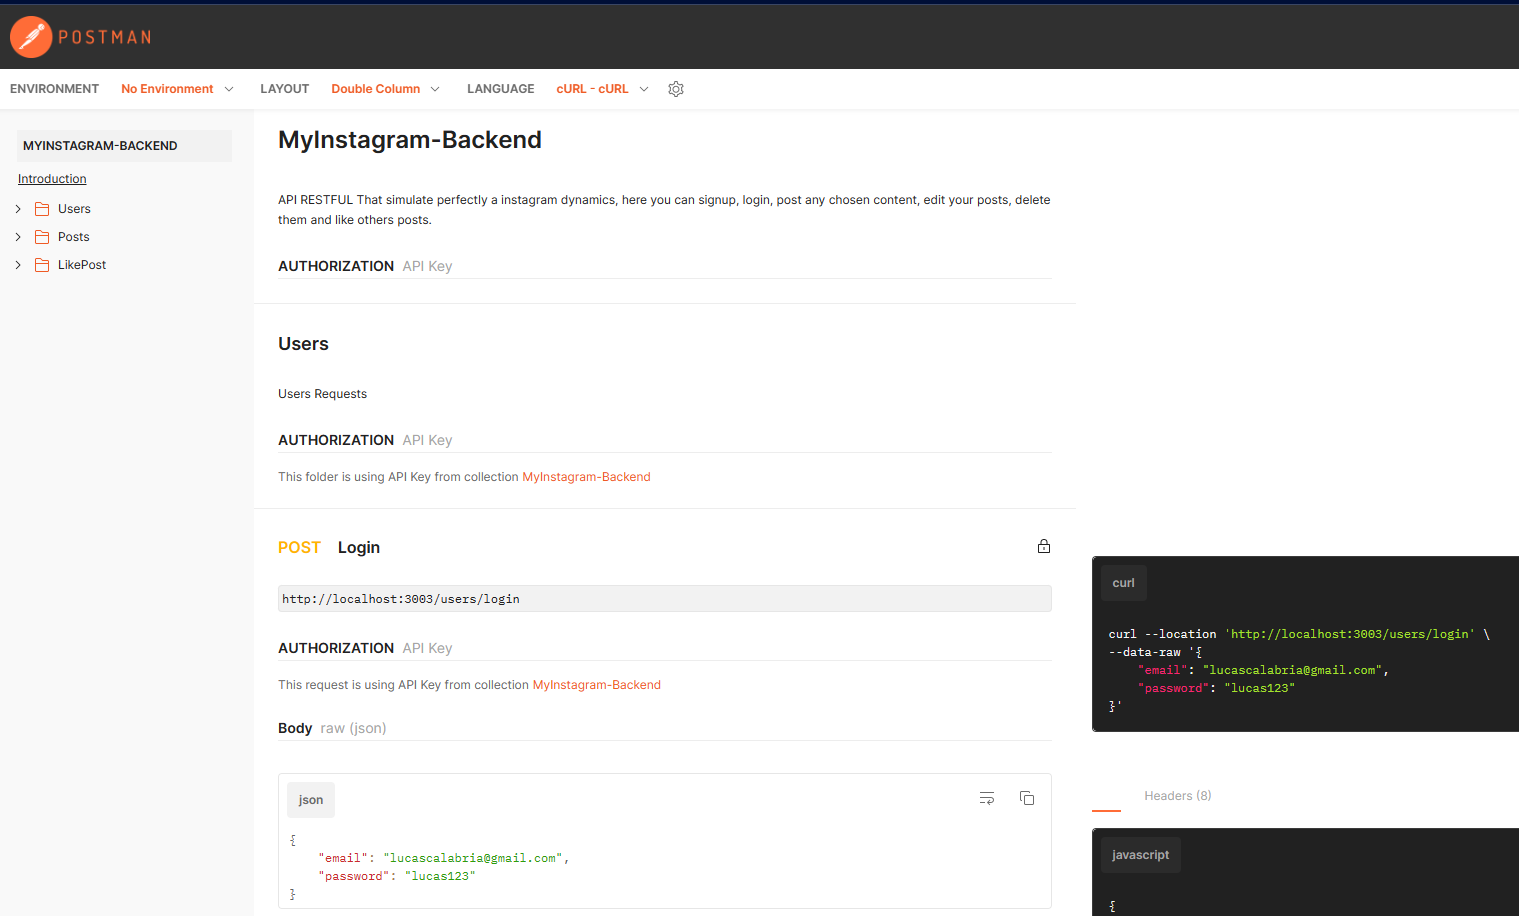 POSTMAN
ENVIRONMENT No Environment LAYOUT Double Column LANGUAGE cURL - cURL
MYINSTAGRAM-BACKEND
Introduction
Users
Posts
LikePost
MyInstagram-Backend
API RESTFUL That simulate perfectly a instagram dynamics, here you can signup, login, post any chosen content, edit your posts, delete
them and like others posts.
AUTHORIZATION API Key
Users
Users Requests
AUTHORIZATION API Key
This folder is using API Key from collection MyInstagram-Backend
POST Login
http://localhost:3003/users/login
AUTHORIZATION API Key
This request is using API Key from collection MyInstagram-Backend
Body raw (json)
json
{
    "email": "lucascalabria@gmail.com",
    "password": "lucas123"
}
curl
curl --location 'http://localhost:3003/users/login' \
--data-raw '{
    "email": "lucascalabria@gmail.com",
    "password": "lucas123"
}'
Headers (8)
javascript
{